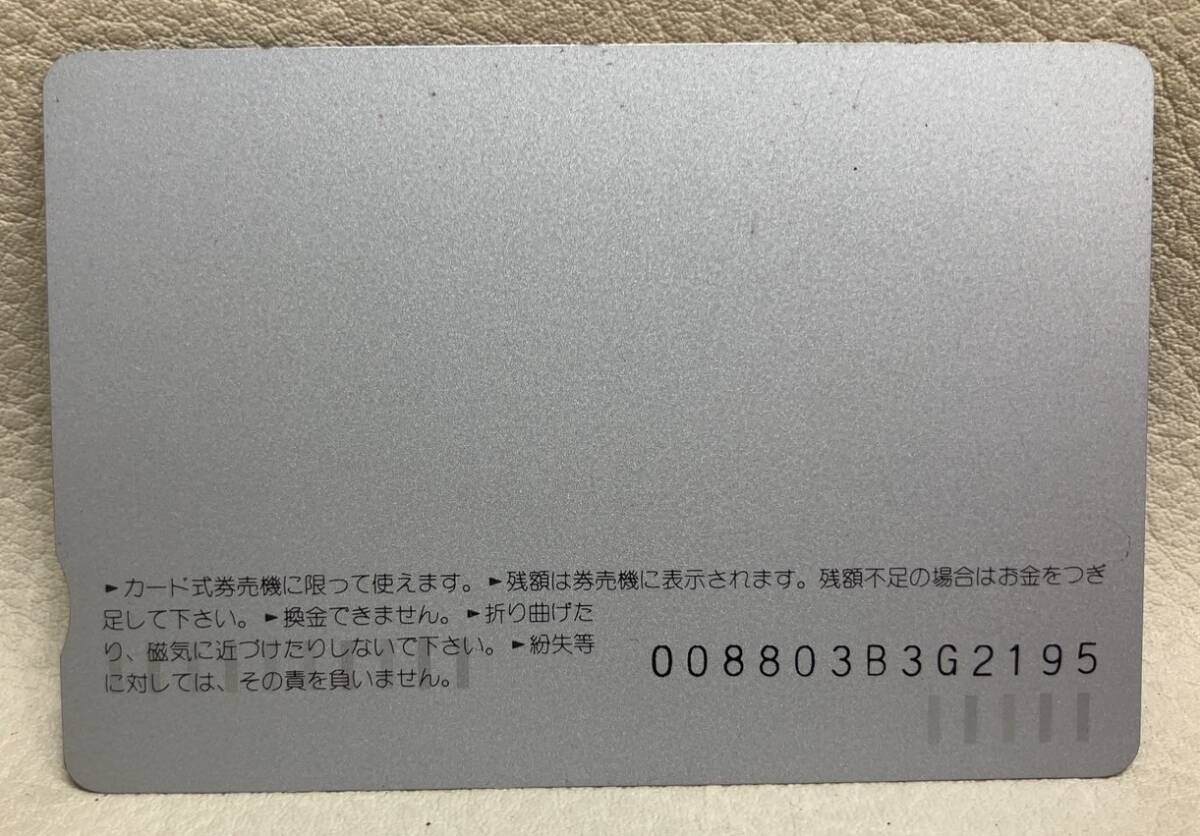 ►カード式券売機に限って使えます。►残額は券売機に表示されます。残額不足の場合はお金をつぎ
足して下さい。►換金できません。►折り曲げた
り、磁気に近づけたりしないで下さい。►紛失等
に対しては、その責を負いません。
008803B3G2195